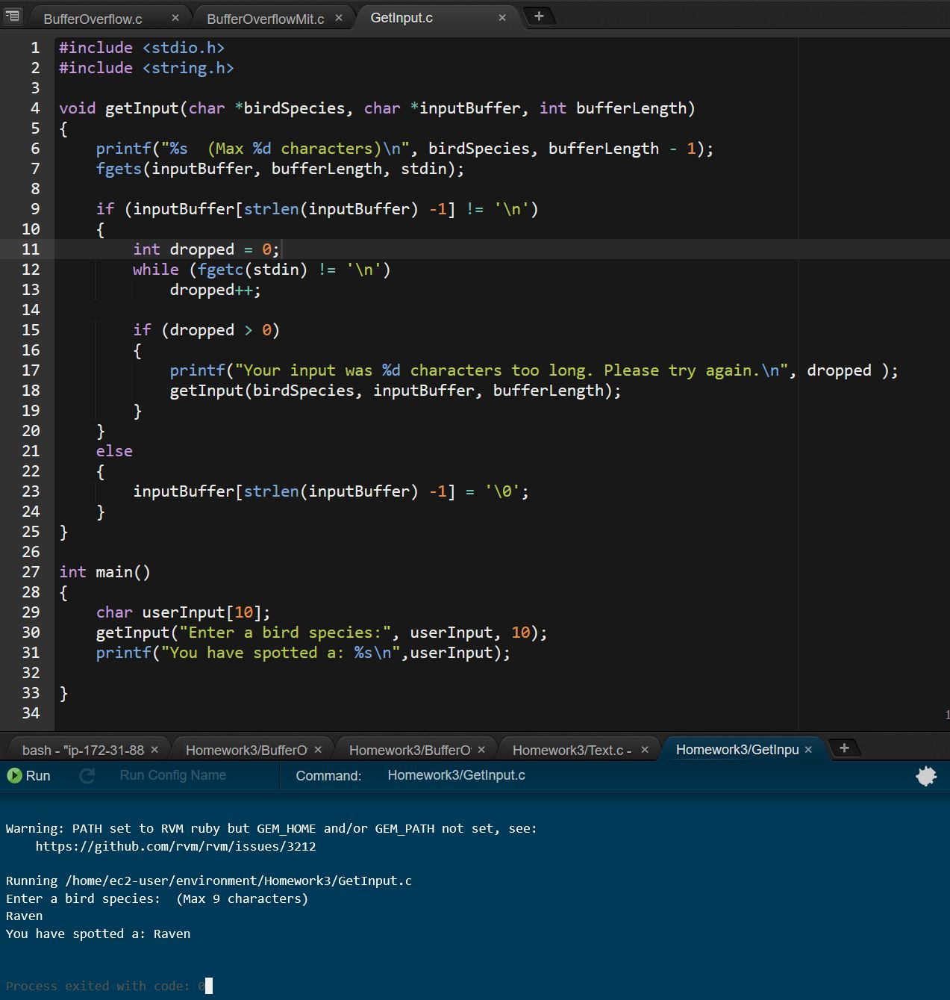 BufferOverflow.c × BufferOverflowMit.c × GetInput.c × +
1 #include <stdio.h>
2 #include <string.h>
3
4 void getInput(char *birdSpecies, char *inputBuffer, int bufferLength)
5 {
6     printf("%s  (Max %d characters)\n", birdSpecies, bufferLength - 1);
7     fgets(inputBuffer, bufferLength, stdin);
8
9     if (inputBuffer[strlen(inputBuffer) -1] != '\n')
10     {
11         int dropped = 0;
12         while (fgetc(stdin) != '\n')
13             dropped++;
14
15         if (dropped > 0)
16         {
17             printf("Your input was %d characters too long. Please try again.\n", dropped );
18             getInput(birdSpecies, inputBuffer, bufferLength);
19         }
20     }
21     else
22     {
23         inputBuffer[strlen(inputBuffer) -1] = '\0';
24     }
25 }
26
27 int main()
28 {
29     char userInput[10];
30     getInput("Enter a bird species:", userInput, 10);
31     printf("You have spotted a: %s\n",userInput);
32
33 }
34
1
bash - "ip-172-31-88 × Homework3/BufferO × Homework3/BufferO × Homework3/Text.c - × Homework3/GetInpu × +
Run Run Config Name Command: Homework3/GetInput.c
Warning: PATH set to RVM ruby but GEM_HOME and/or GEM_PATH not set, see:
    https://github.com/rvm/rvm/issues/3212
Running /home/ec2-user/environment/Homework3/GetInput.c
Enter a bird species:  (Max 9 characters)
Raven
You have spotted a: Raven
Process exited with code: 0